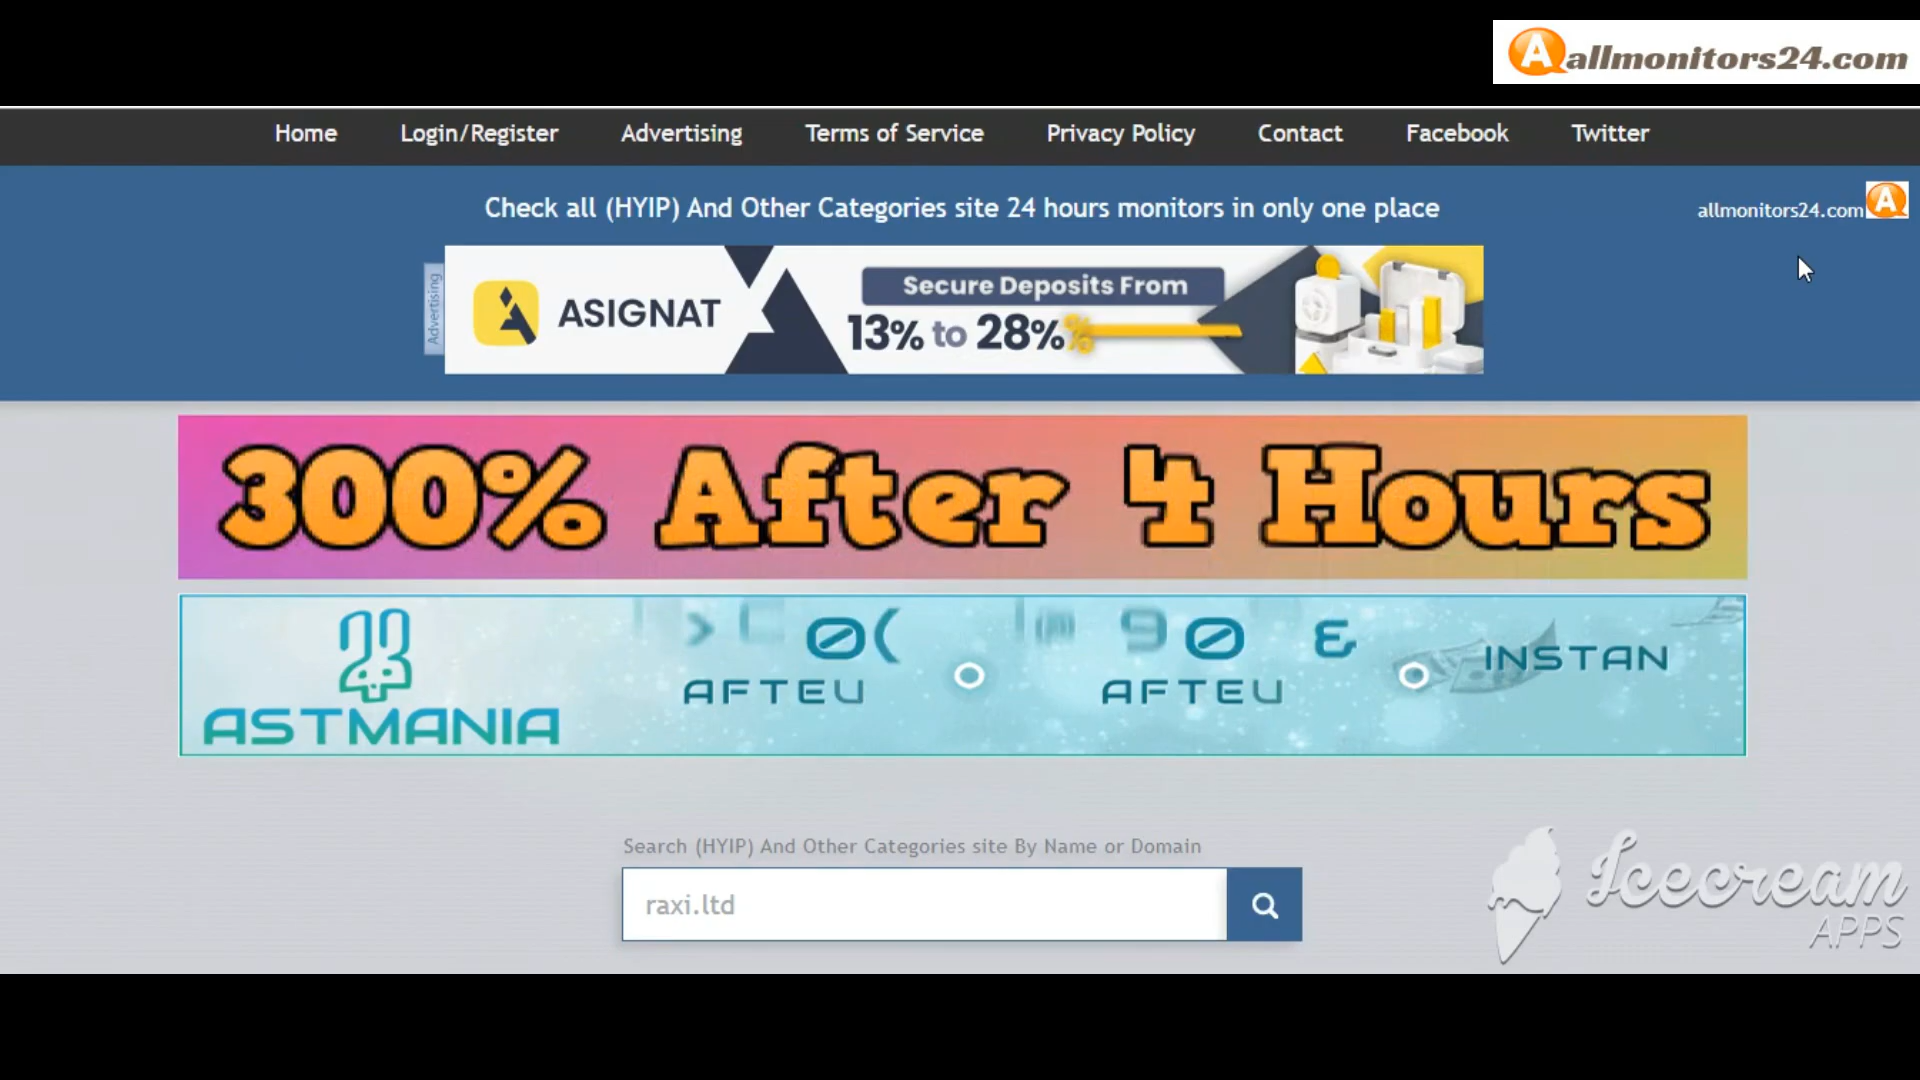 allmonitors24.com
Home Login/Register Advertising Terms of Service Privacy Policy Contact Facebook Twitter
Check all (HYIP) And Other Categories site 24 hours monitors in only one place
allmonitors24.com
Advertising
ASIGNAT
Secure Deposits From
13% to 28%
300% After 4 Hours
ASTMANIA
INSTAN
Search (HYIP) And Other Categories site By Name or Domain
raxi.ltd
Icecream
APPS